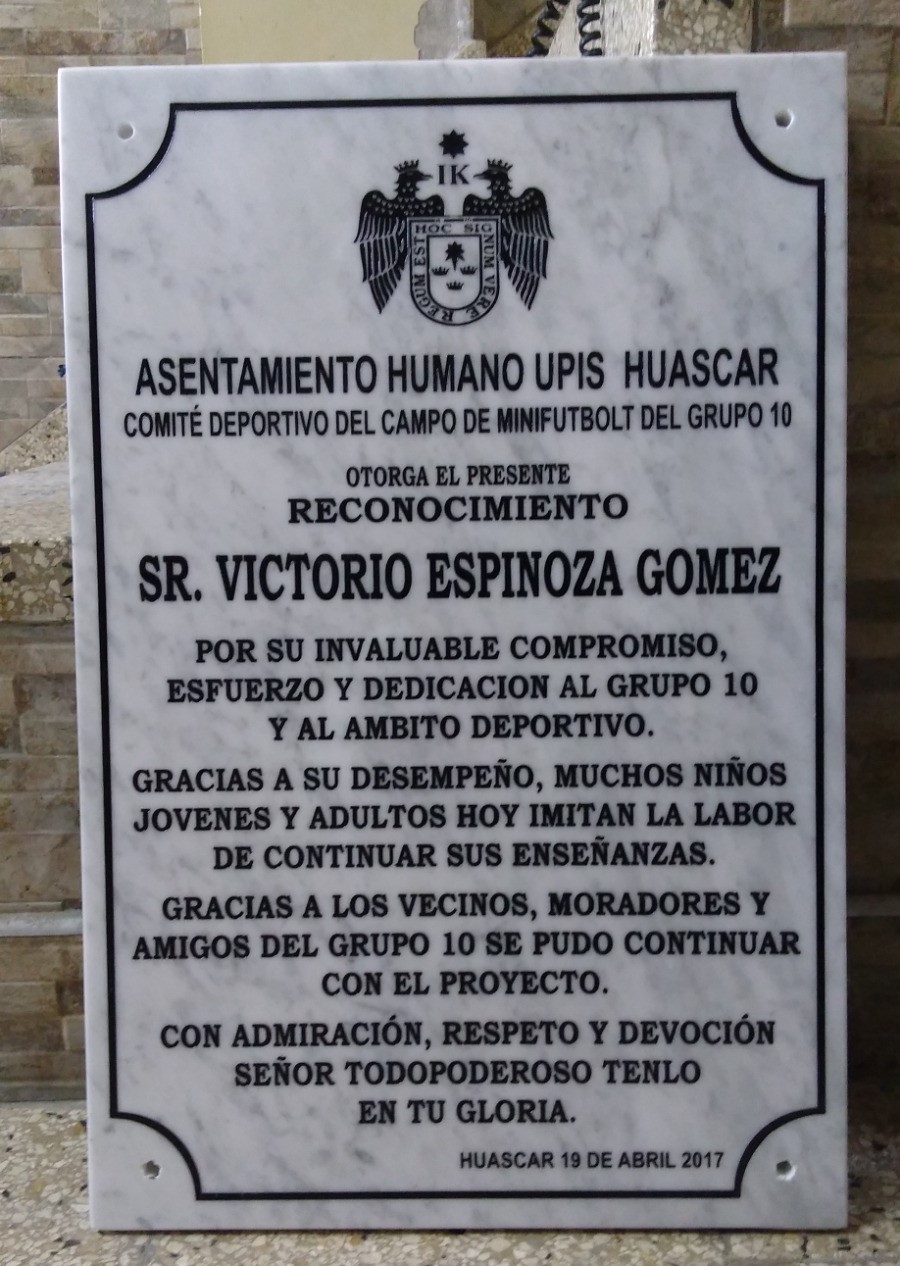 IK
HOC SIGNUM VERE REGUM EST
ASENTAMIENTO HUMANO UPIS HUASCAR
COMITÉ DEPORTIVO DEL CAMPO DE MINIFUTBOLT DEL GRUPO 10
OTORGA EL PRESENTE
RECONOCIMIENTO
SR. VICTORIO ESPINOZA GOMEZ
POR SU INVALUABLE COMPROMISO,
ESFUERZO Y DEDICACION AL GRUPO 10
Y AL AMBITO DEPORTIVO.
GRACIAS A SU DESEMPEÑO, MUCHOS NIÑOS
JOVENES Y ADULTOS HOY IMITAN LA LABOR
DE CONTINUAR SUS ENSEÑANZAS.
GRACIAS A LOS VECINOS, MORADORES Y
AMIGOS DEL GRUPO 10 SE PUDO CONTINUAR
CON EL PROYECTO.
CON ADMIRACIÓN, RESPETO Y DEVOCIÓN
SEÑOR TODOPODEROSO TENLO
EN TU GLORIA.
HUASCAR 19 DE ABRIL 2017